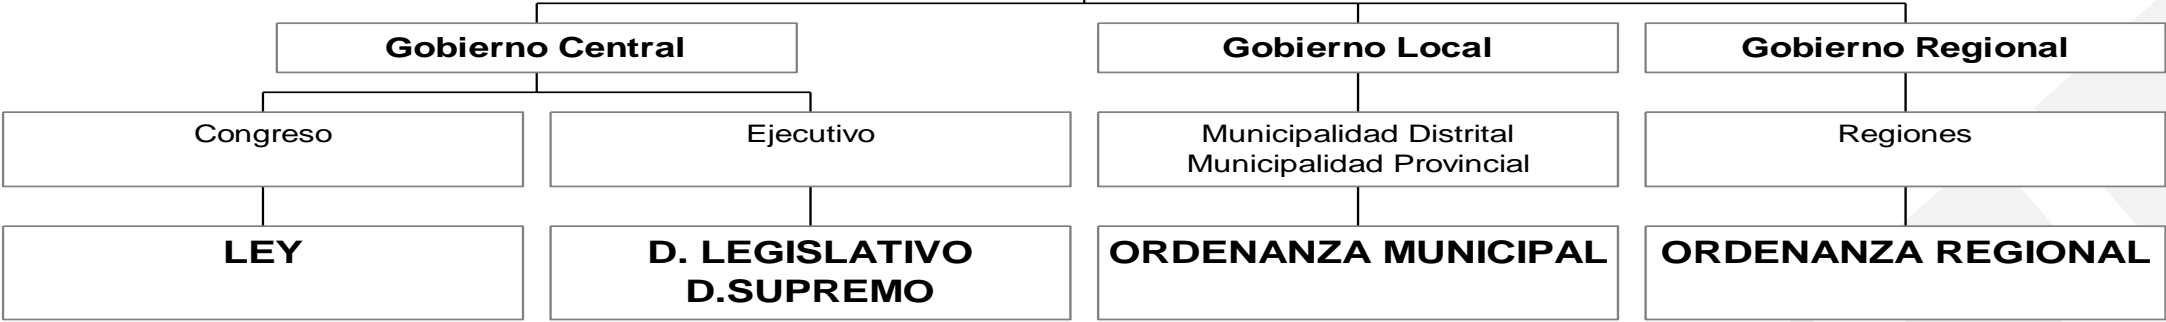 Gobierno Central
Gobierno Local
Gobierno Regional
Congreso
Ejecutivo
Municipalidad Distrital
Municipalidad Provincial
Regiones
LEY
D. LEGISLATIVO
D.SUPREMO
ORDENANZA MUNICIPAL
ORDENANZA REGIONAL